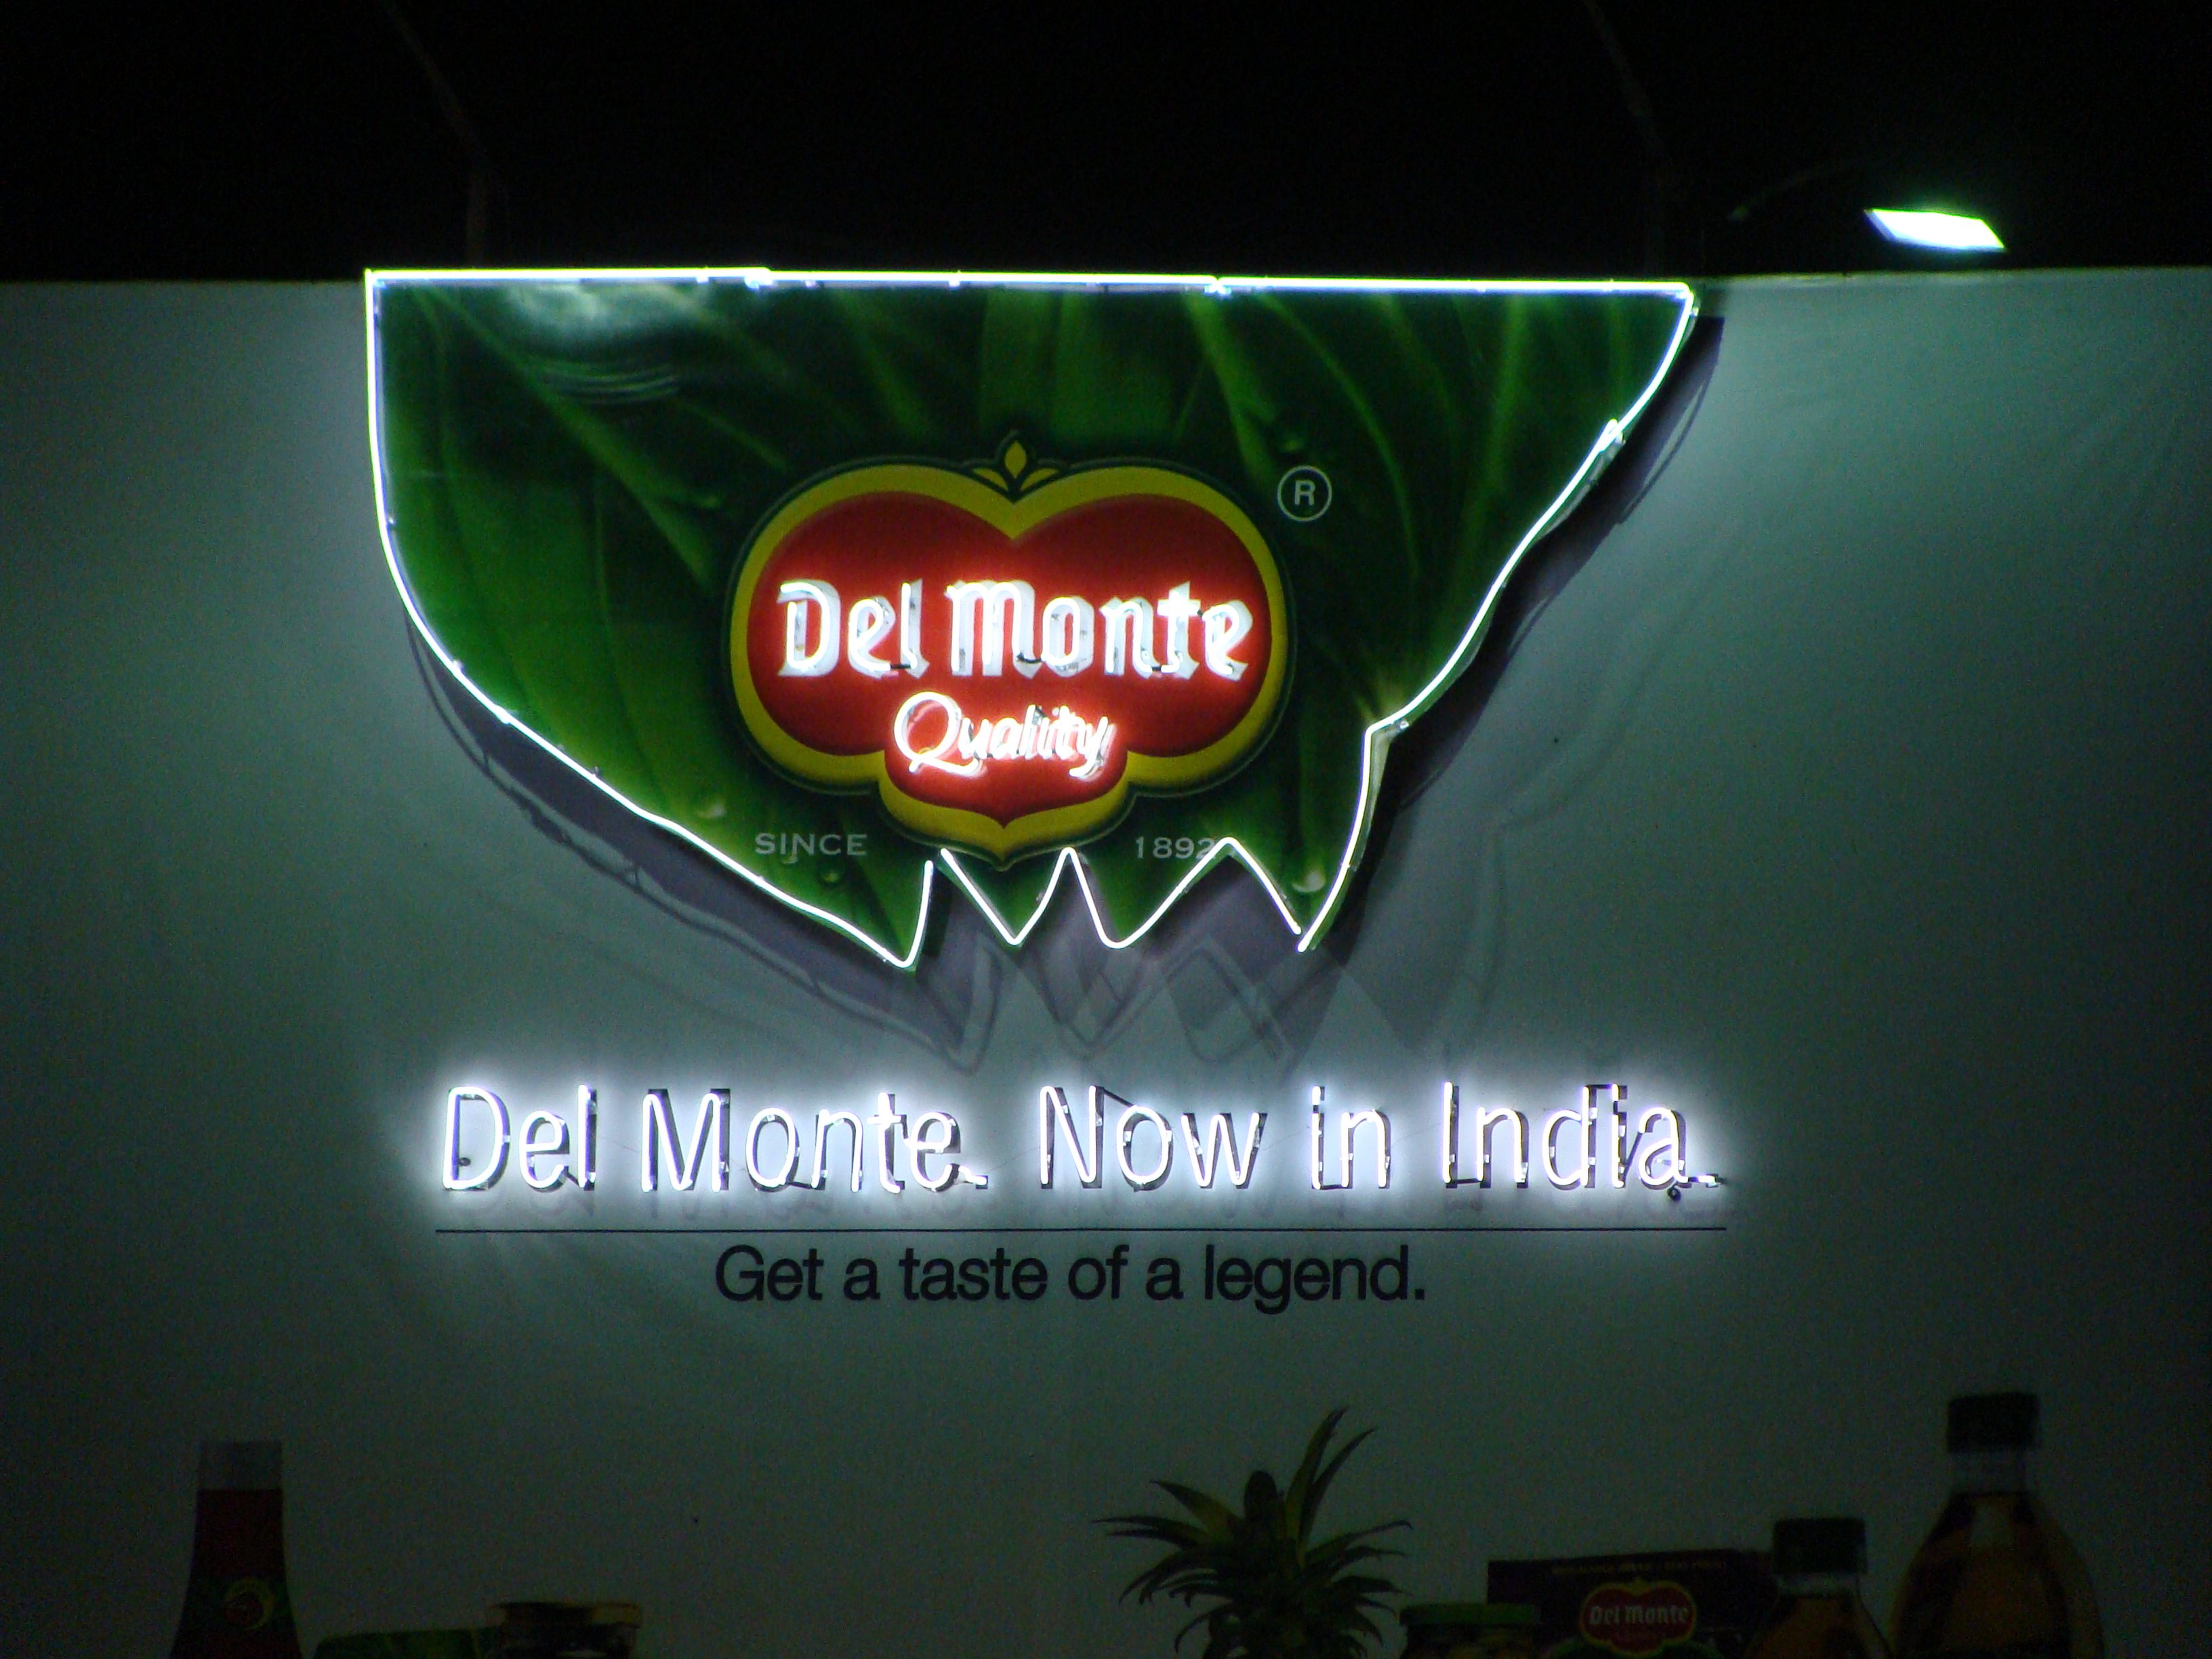 ®
Del Monte
Quality
SINCE 1892
Del Monte. Now in India.
Get a taste of a legend.
Del Monte